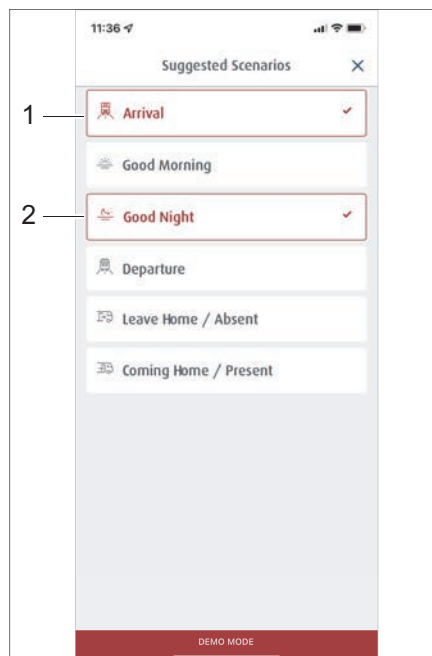 11:36
Suggested Scenarios
1
Arrival
Good Morning
2
Good Night
Departure
Leave Home / Absent
Coming Home / Present
DEMO MODE